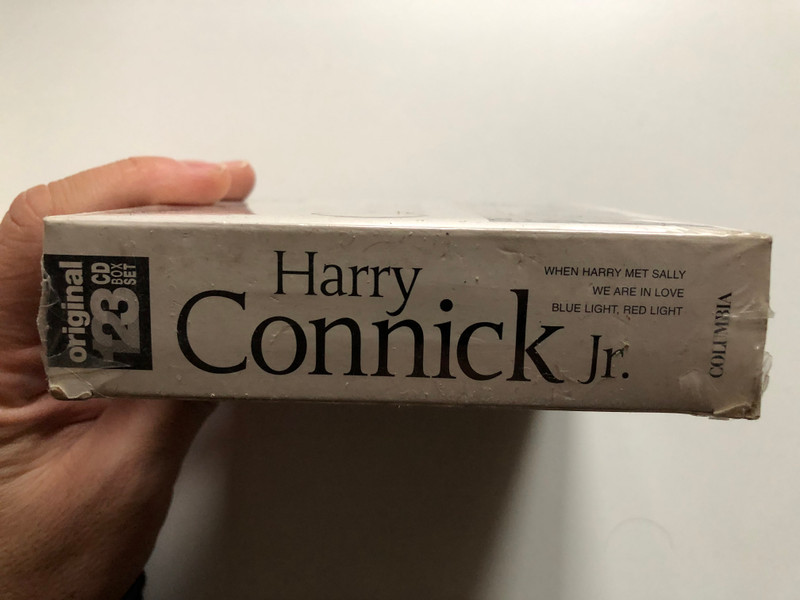 original
123
CD
BOX
SET
Harry
Connick Jr.
WHEN HARRY MET SALLY
WE ARE IN LOVE
BLUE LIGHT, RED LIGHT
COLUMBIA